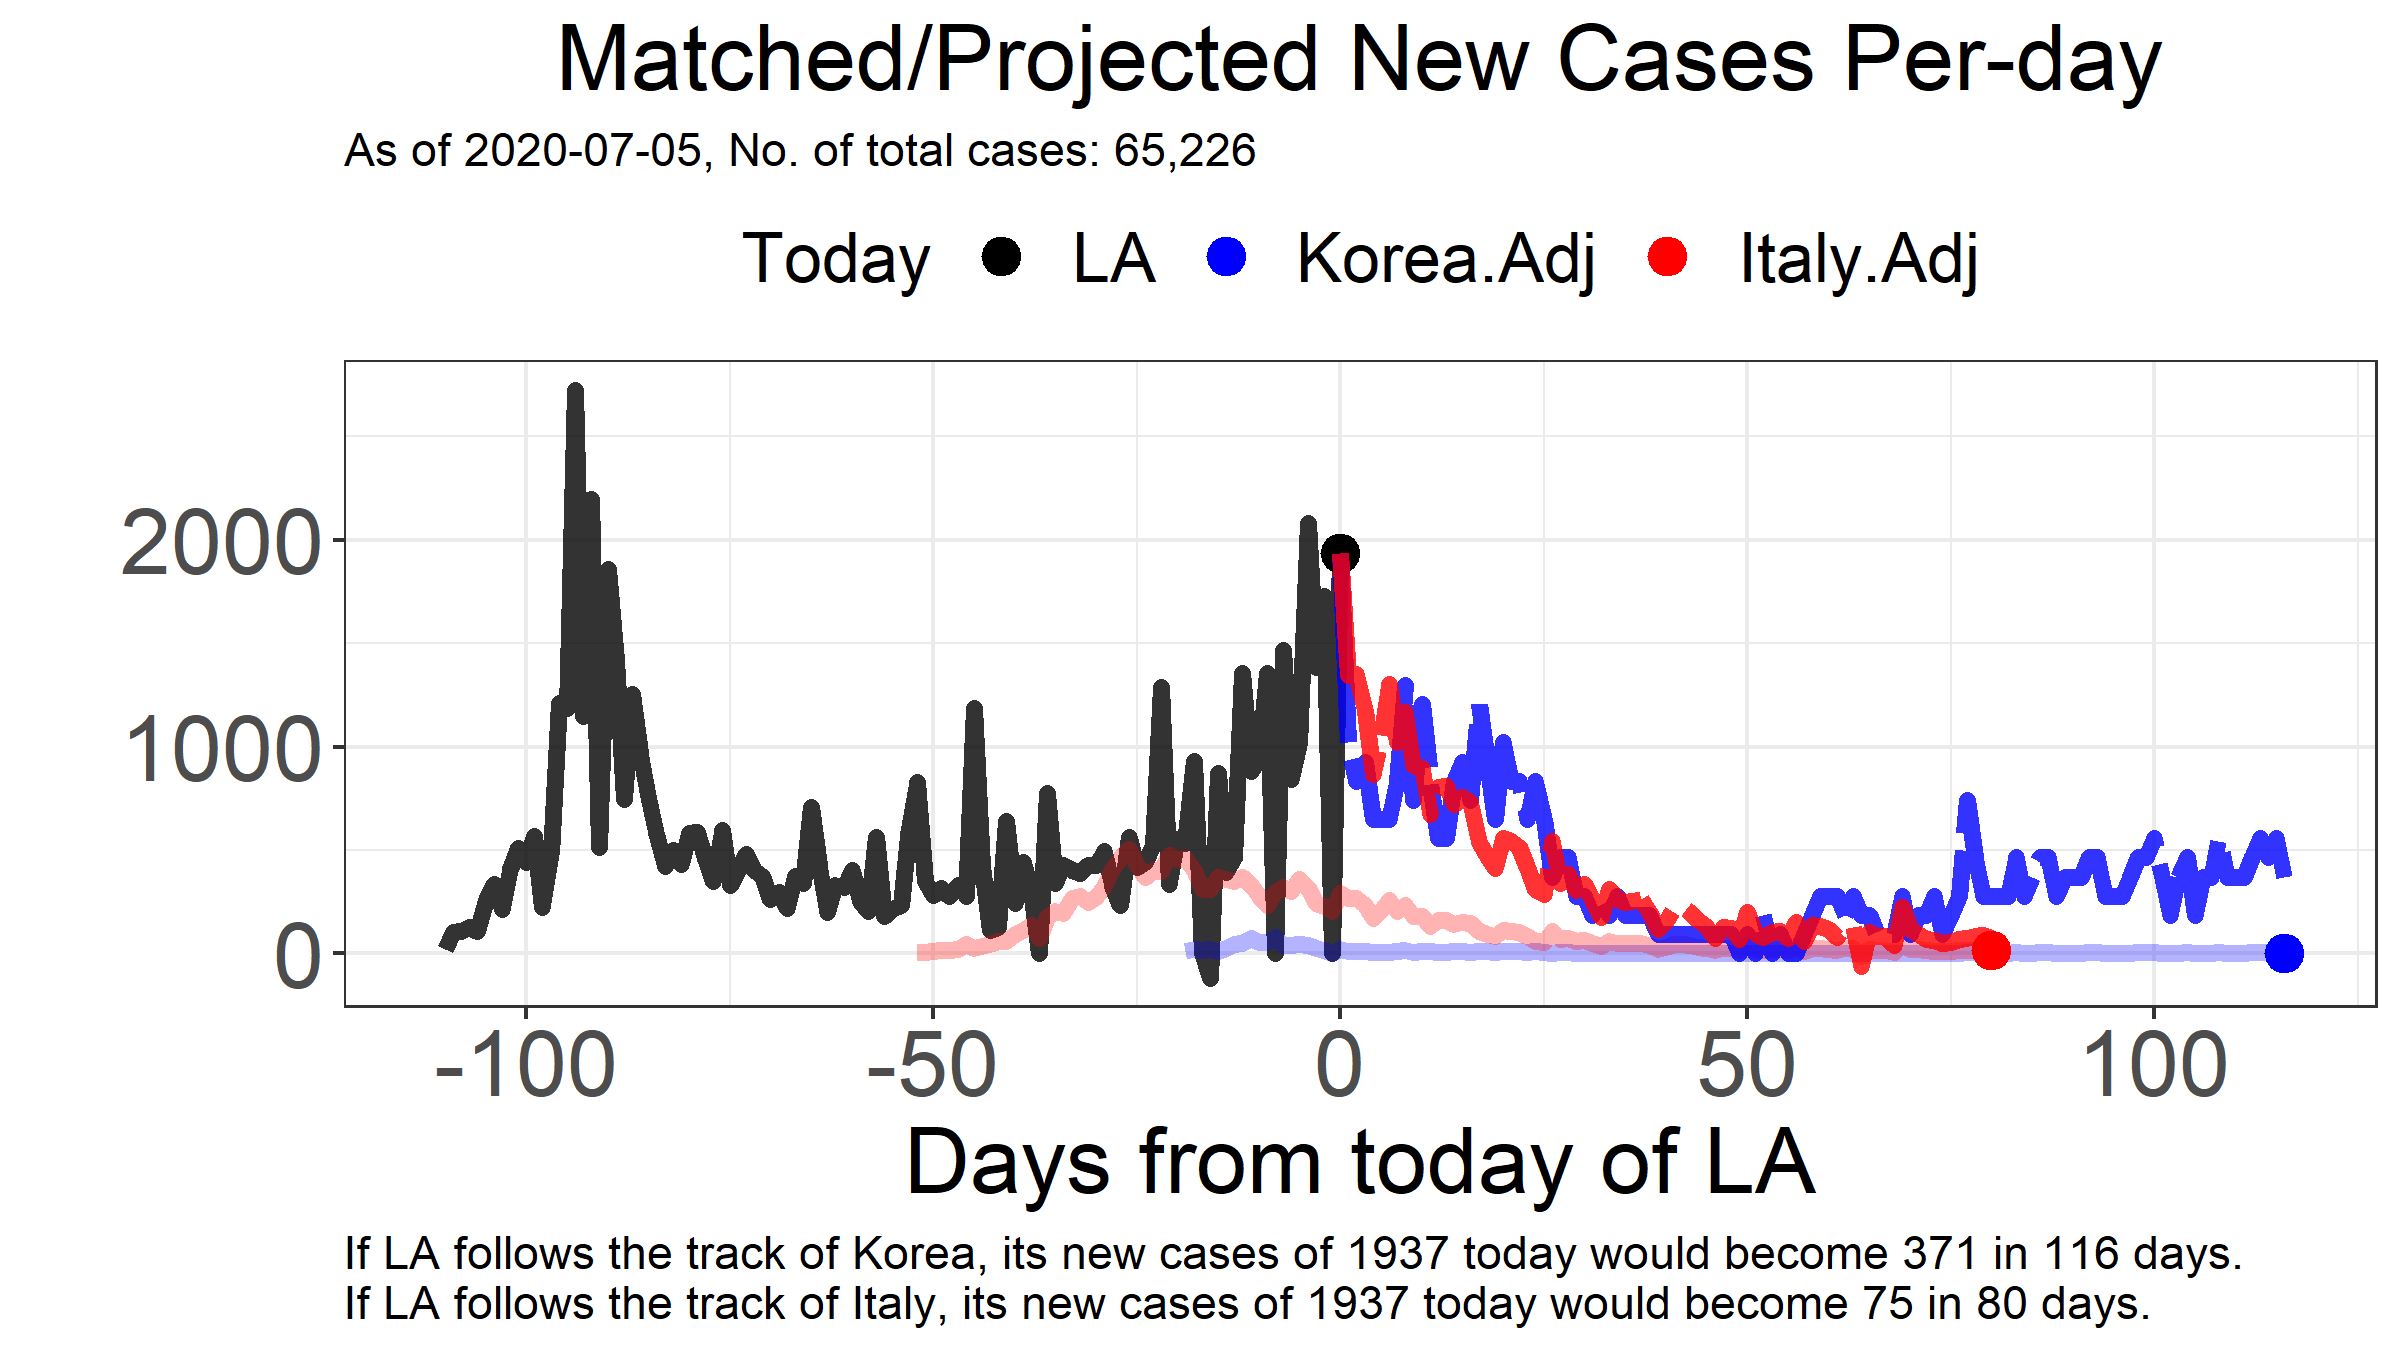 Matched/Projected New Cases Per-day
As of 2020-07-05, No. of total cases: 65,226
Today LA Korea.Adj Italy.Adj
2000
1000
0
-100 -50 0 50 100
Days from today of LA
If LA follows the track of Korea, its new cases of 1937 today would become 371 in 116 days.
If LA follows the track of Italy, its new cases of 1937 today would become 75 in 80 days.